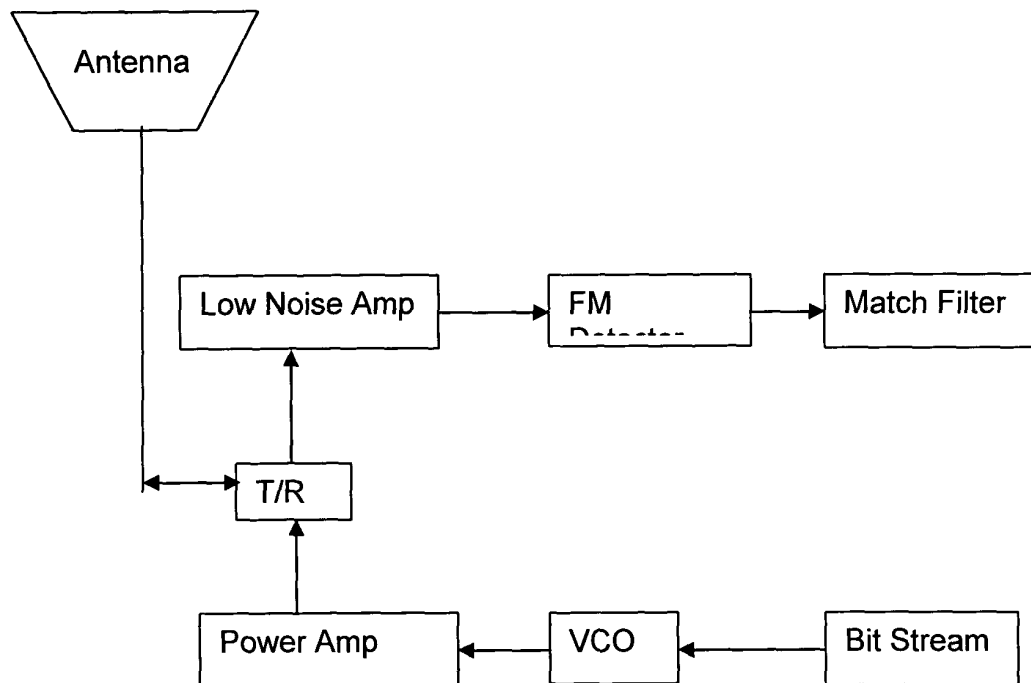 Antenna
Low Noise Amp
FM
Match Filter
T/R
Power Amp
VCO
Bit Stream